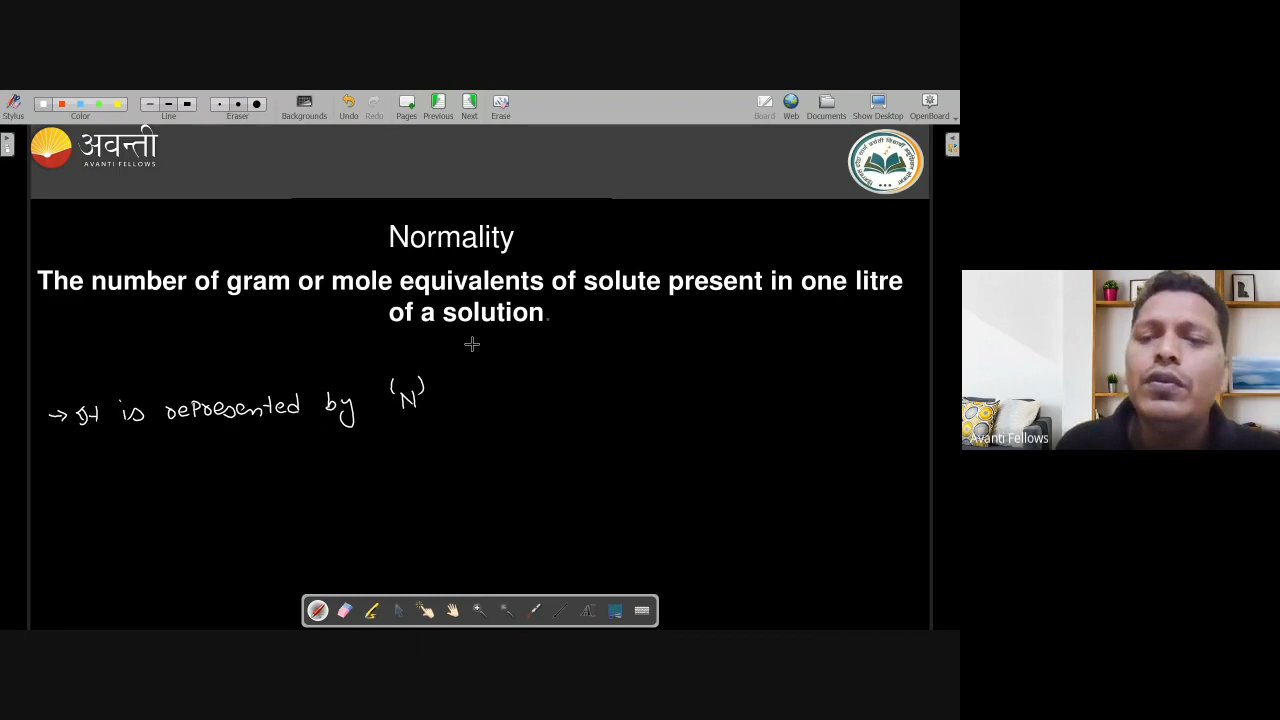 Stylus
Color
Line
Eraser
Backgrounds
Undo
Redo
Pages
Previous
Next
Erase
Board
Web
Documents
Show Desktop
OpenBoard
अवन्ती
AVANTI FELLOWS
Normality
The number of gram or mole equivalents of solute present in one litre
of a solution.
→ It is represented by (N)
Avanti Fellows